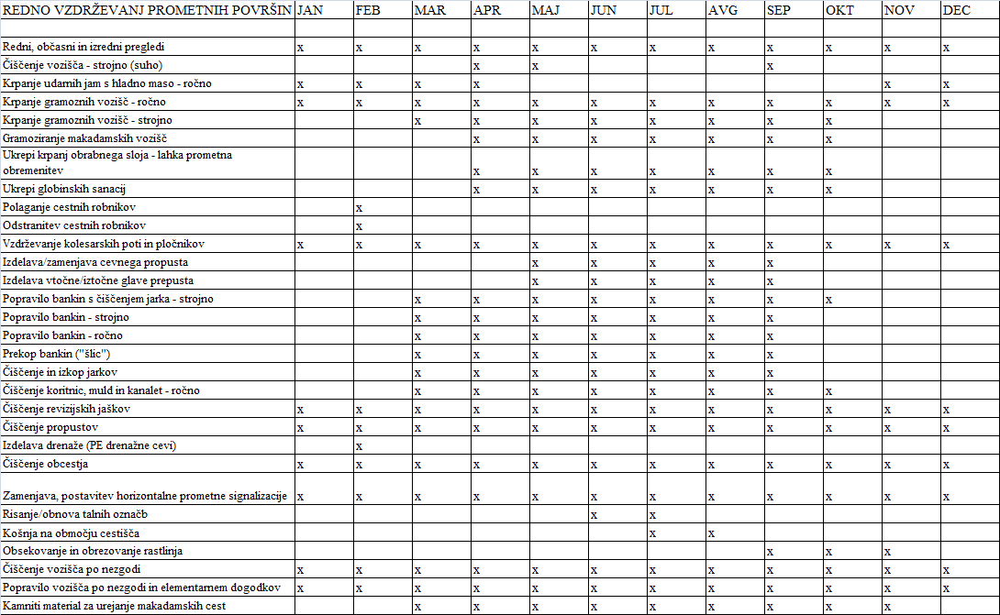 REDNO VZDRŽEVANJ PROMETNIH POVRŠIN JAN FEB MAR APR MAJ JUN JUL AVG SEP OKT NOV DEC
Redni, občasni in izredni pregledi x x x x x x x x x x x x
Čiščenje vozišča - strojno (suho) x x x
Krpanje udarnih jam s hladno maso - ročno x x x x x x
Krpanje gramoznih vozišč - ročno x x x x x x x x x x x x
Krpanje gramoznih vozišč - strojno x x x x x x x x
Gramoziranje makadamskih vozišč x x x x x x x
Ukrepi krpanj obrabnega sloja - lahka prometna
obremenitev x x x x x x x
Ukrepi globinskih sanacij x x x x x x x
Polaganje cestnih robnikov x
Odstranitev cestnih robnikov x
Vzdrževanje kolesarskih poti in pločnikov x x x x x x x x x x x x
Izdelava/zamenjava cevnega propusta x x x x x
Izdelava vtočne/iztočne glave prepusta x x x x x
Popravilo bankin s čiščenjem jarka - strojno x x x x x x x x
Popravilo bankin - strojno x x x x x x x
Popravilo bankin - ročno x x x x x x x
Prekop bankin ("šlic") x x x x x x x
Čiščenje in izkop jarkov x x x x x x x
Čiščenje koritnic, muld in kanalet - ročno x x x x x x x x
Čiščenje revizijskih jaškov x x x x x x x x x x x x
Čiščenje propustov x x x x x x x x x x x x
Izdelava drenaže (PE drenažne cevi) x
Čiščenje obcestja x x x x x x x x x x x x
Zamenjava, postavitev horizontalne prometne signalizacije x x x x x x x x x x x x
Risanje/obnova talnih označb x x
Košnja na območju cestišča x x
Obsekovanje in obrezovanje rastlinja x x x
Čiščenje vozišča po nezgodi x x x x x x x x x x x x
Popravilo vozišča po nezgodi in elementarnem dogodkov x x x x x x x x x x x x
Kamniti material za urejanje makadamskih cest x x x x x x x x x